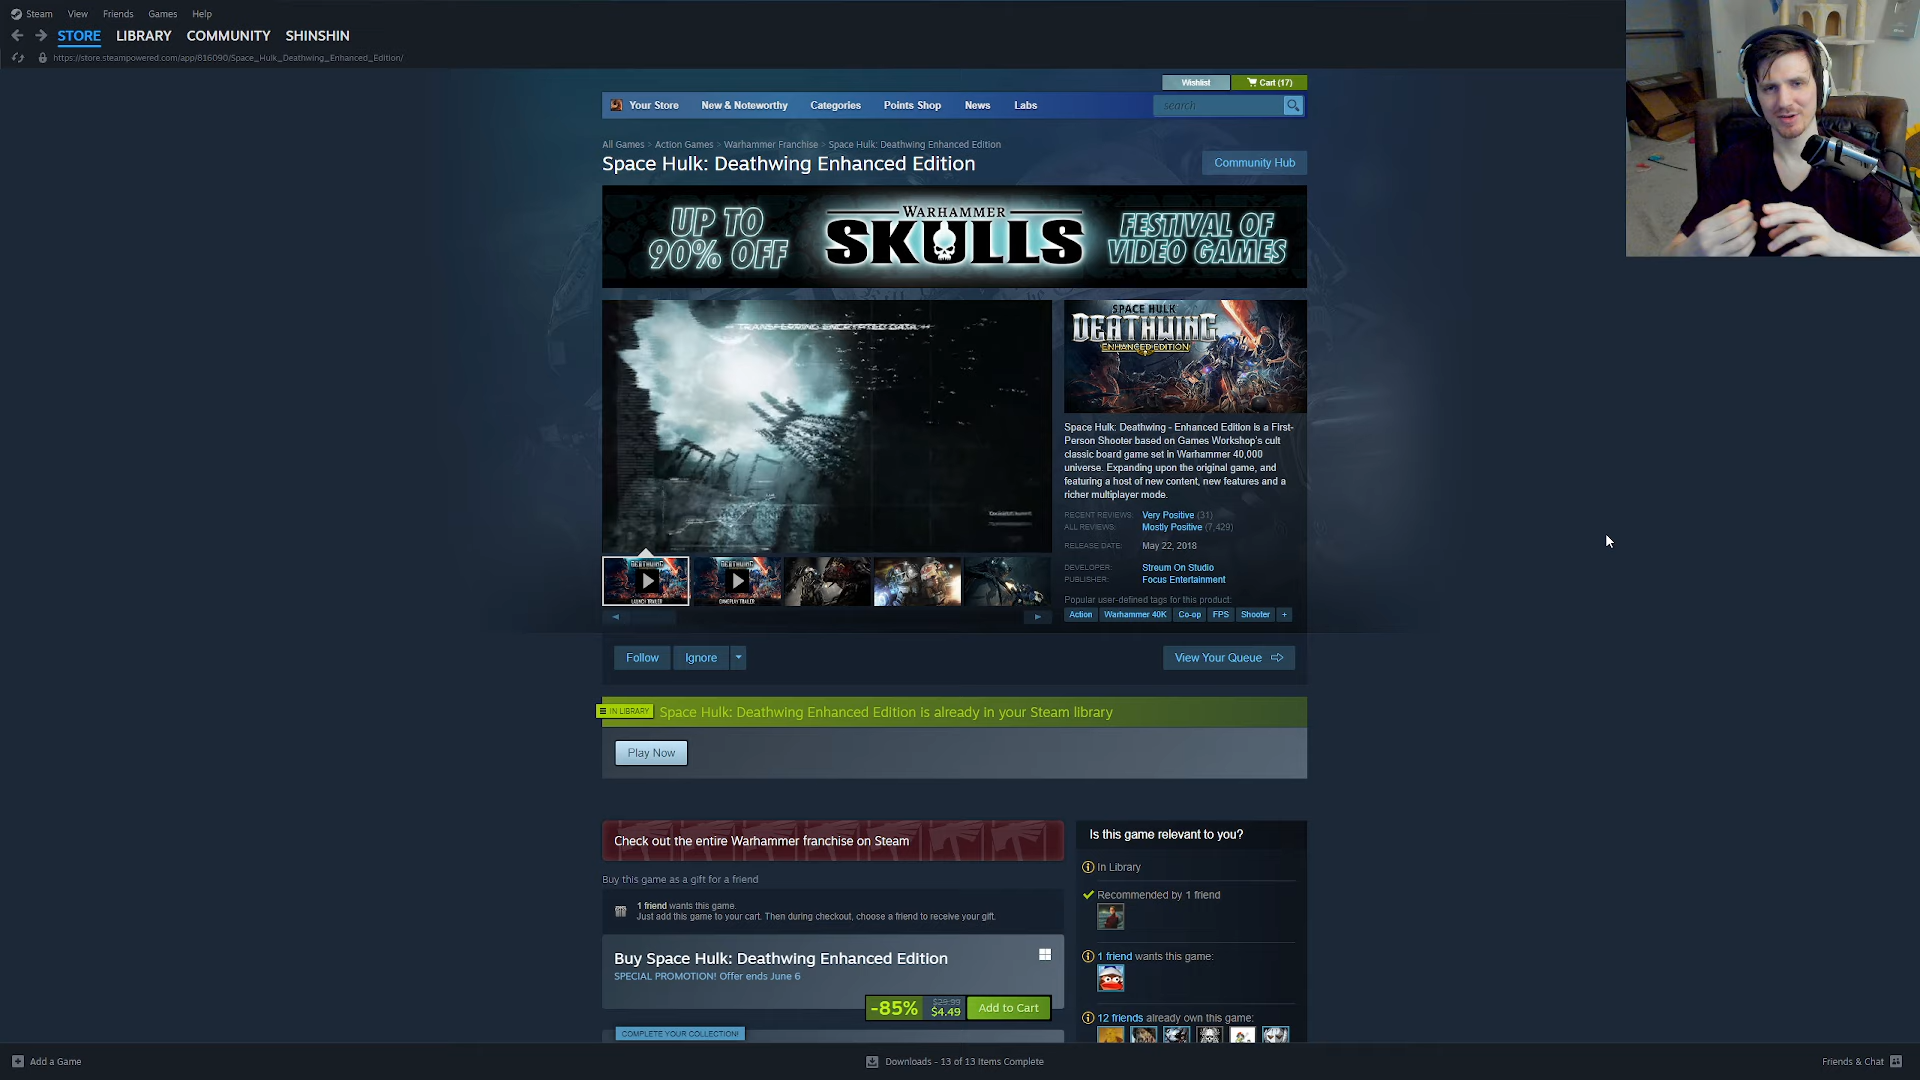 Steam View Friends Games Help
STORE LIBRARY COMMUNITY SHINSHIN
https://store.steampowered.com/app/816090/Space_Hulk_Deathwing_Enhanced_Edition/
Wishlist Cart (17)
Your Store New & Noteworthy Categories Points Shop News Labs search
All Games > Action Games > Warhammer Franchise > Space Hulk: Deathwing Enhanced Edition
Space Hulk: Deathwing Enhanced Edition
Community Hub
UP TO 90% OFF
WARHAMMER
SKULLS
FESTIVAL OF VIDEO GAMES
TRANSFERRING ENCRYPTED DATA
SPACE HULK
DEATHWING
ENHANCED EDITION
Space Hulk: Deathwing - Enhanced Edition is a First-
Person Shooter based on Games Workshop's cult
classic board game set in Warhammer 40,000
universe. Expanding upon the original game, and
featuring a host of new content, new features and a
richer multiplayer mode.
RECENT REVIEWS: Very Positive (31)
ALL REVIEWS: Mostly Positive (7,429)
RELEASE DATE: May 22, 2018
DEVELOPER: Streum On Studio
PUBLISHER: Focus Entertainment
Popular user-defined tags for this product:
Action Warhammer 40K Co-op FPS Shooter +
DEATHWING
LAUNCH TRAILER
DEATHWING
GAMEPLAY TRAILER
Follow Ignore View Your Queue
IN LIBRARY Space Hulk: Deathwing Enhanced Edition is already in your Steam library
Play Now
Check out the entire Warhammer franchise on Steam
Buy this game as a gift for a friend
1 friend wants this game.
Just add this game to your cart. Then during checkout, choose a friend to receive your gift.
Buy Space Hulk: Deathwing Enhanced Edition
SPECIAL PROMOTION! Offer ends June 6
-85% $29.99 $4.49 Add to Cart
COMPLETE YOUR COLLECTION!
Is this game relevant to you?
In Library
Recommended by 1 friend
1 friend wants this game:
12 friends already own this game:
Add a Game Downloads - 13 of 13 Items Complete Friends & Chat